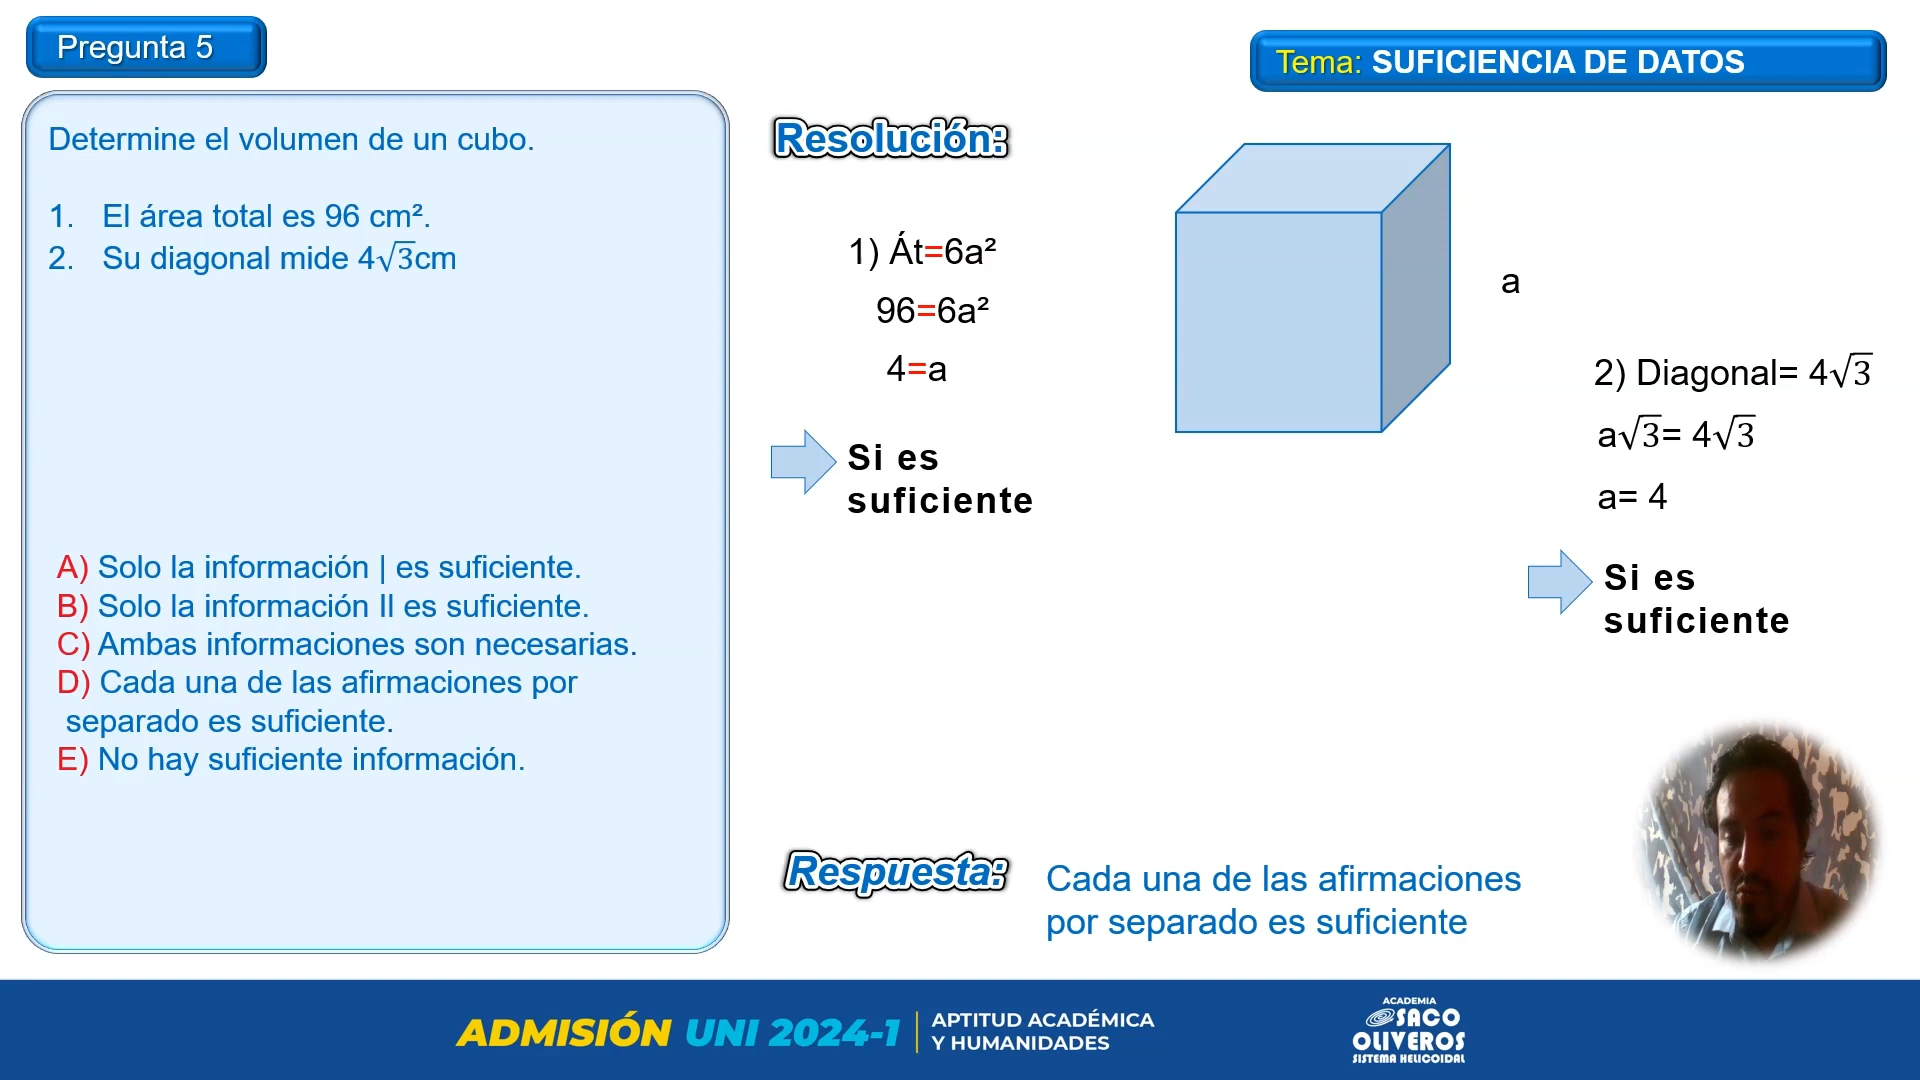 Pregunta 5
Tema: SUFICIENCIA DE DATOS
Determine el volumen de un cubo.
1. El área total es 96 cm².
2. Su diagonal mide 4√3cm
A) Solo la información | es suficiente.
B) Solo la información II es suficiente.
C) Ambas informaciones son necesarias.
D) Cada una de las afirmaciones por
separado es suficiente.
E) No hay suficiente información.
Resolución:
1) Át=6a²
96=6a²
4=a
Si es
suficiente
a
2) Diagonal= 4√3
a√3= 4√3
a= 4
Si es
suficiente
Respuesta:
Cada una de las afirmaciones
por separado es suficiente
ADMISIÓN UNI 2024-1
APTITUD ACADÉMICA
Y HUMANIDADES
ACADEMIA
SACO
OLIVEROS
SISTEMA HELICOIDAL